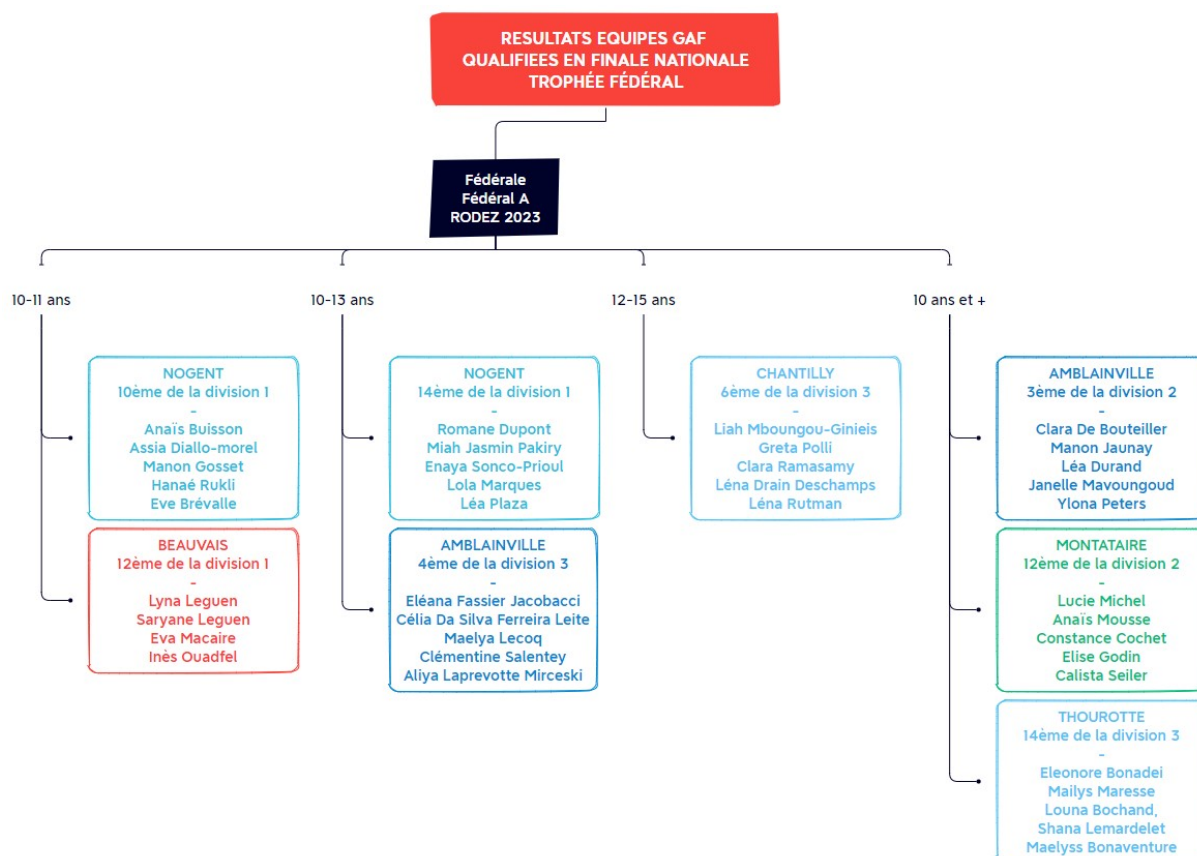 RESULTATS EQUIPES GAF
QUALIFIEES EN FINALE NATIONALE
TROPHÉE FÉDÉRAL
Fédérale
Fédéral A
RODEZ 2023
10-11 ans
NOGENT
10ème de la division 1
-
Anaïs Buisson
Assia Diallo-morel
Manon Gosset
Hanaé Rukli
Eve Brévalle
BEAUVAIS
12ème de la division 1
-
Lyna Leguen
Saryane Leguen
Eva Macaire
Inès Ouadfel
10-13 ans
NOGENT
14ème de la division 1
-
Romane Dupont
Miah Jasmin Pakiry
Enaya Sonco-Prioul
Lola Marques
Léa Plaza
AMBLAINVILLE
4ème de la division 3
-
Eléana Fassier Jacobacci
Célia Da Silva Ferreira Leite
Maelya Lecoq
Clémentine Salentey
Aliya Laprevotte Mirceski
12-15 ans
CHANTILLY
6ème de la division 3
-
Liah Mboungou-Ginieis
Greta Polli
Clara Ramasamy
Léna Drain Deschamps
Léna Rutman
10 ans et +
AMBLAINVILLE
3ème de la division 2
-
Clara De Bouteiller
Manon Jaunay
Léa Durand
Janelle Mavoungoud
Ylona Peters
MONTATAIRE
12ème de la division 2
-
Lucie Michel
Anaïs Mousse
Constance Cochet
Elise Godin
Calista Seiler
THOUROTTE
14ème de la division 3
-
Eleonore Bonadei
Mailys Maresse
Louna Bochand,
Shana Lemardelet
Maelyss Bonaventure